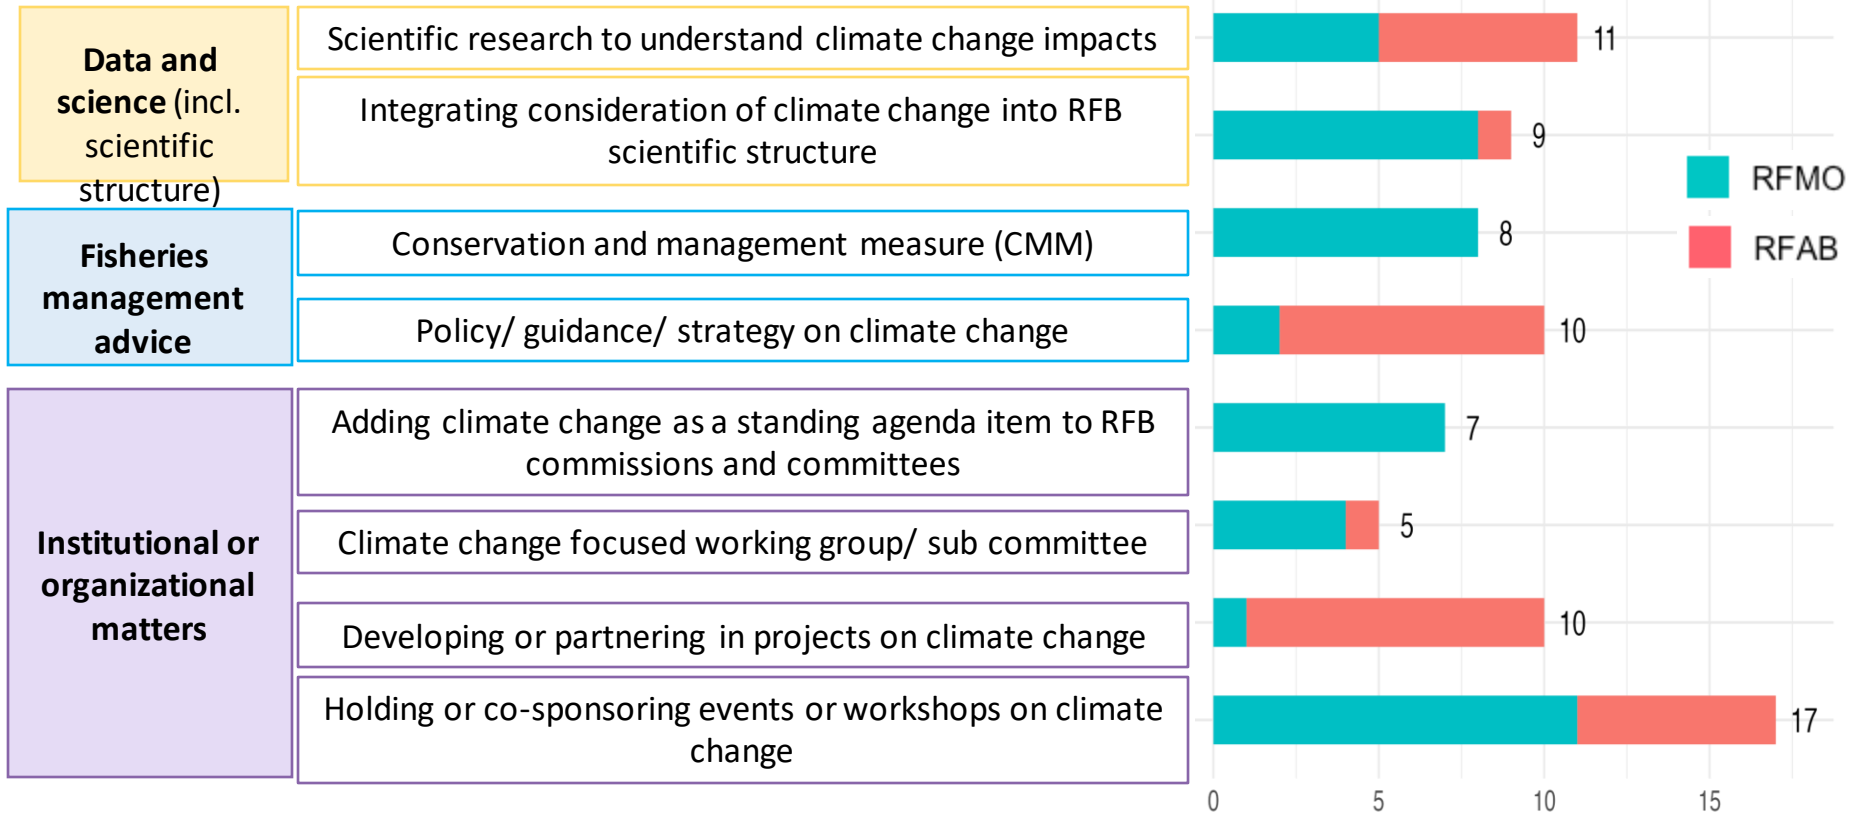 Data and
science (incl.
scientific
structure)
Scientific research to understand climate change impacts
11
Integrating consideration of climate change into RFB
scientific structure
9
Fisheries
management
advice
Conservation and management measure (CMM)
8
Policy/ guidance/ strategy on climate change
10
Institutional or
organizational
matters
Adding climate change as a standing agenda item to RFB
commissions and committees
7
Climate change focused working group/ sub committee
5
Developing or partnering in projects on climate change
10
Holding or co-sponsoring events or workshops on climate
change
17
RFMO
RFAB
0 5 10 15